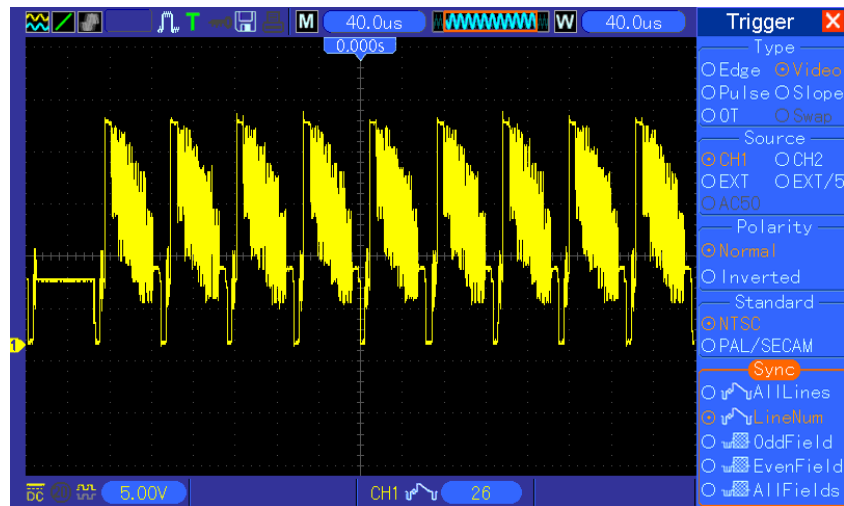 T M 40.0us W 40.0us Trigger X
0.000s
Type
Edge Video
Pulse Slope
OT Swap
Source
CH1 CH2
EXT EXT/5
AC50
Polarity
Normal
Inverted
Standard
NTSC
PAL/SECAM
1
Sync
AllLines
LineNum
OddField
EvenField
AllFields
DC 5.00V CH1 26